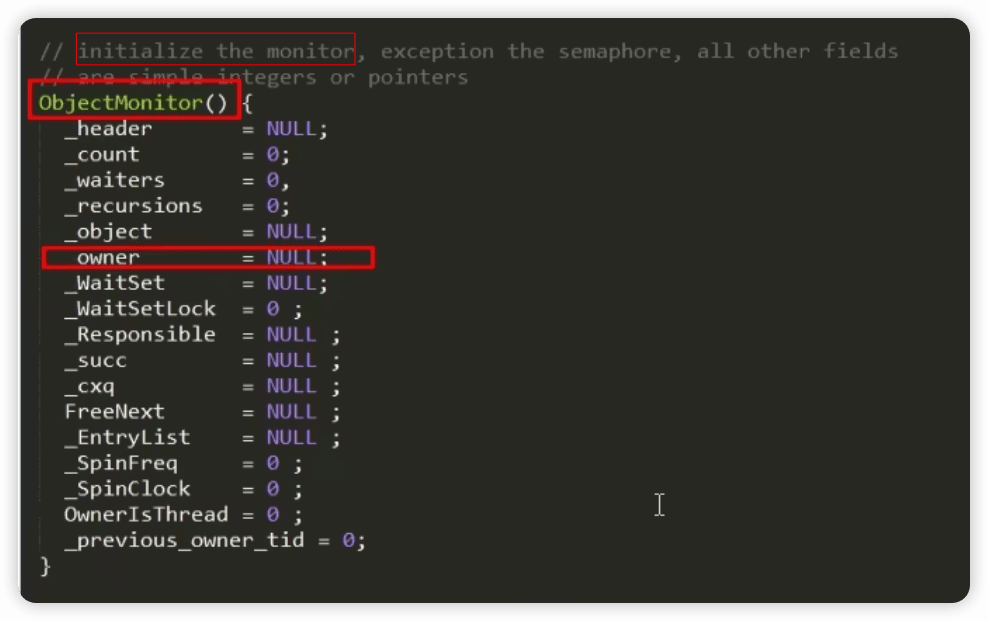 // initialize the monitor, exception the semaphore, all other fields
// are simple integers or pointers
ObjectMonitor() {
_header = NULL;
_count = 0;
_waiters = 0,
_recursions = 0;
_object = NULL;
_owner = NULL;
_WaitSet = NULL;
_WaitSetLock = 0 ;
_Responsible = NULL ;
_succ = NULL ;
_cxq = NULL ;
FreeNext = NULL ;
_EntryList = NULL ;
_SpinFreq = 0 ;
_SpinClock = 0 ;
OwnerIsThread = 0 ;
_previous_owner_tid = 0;
}